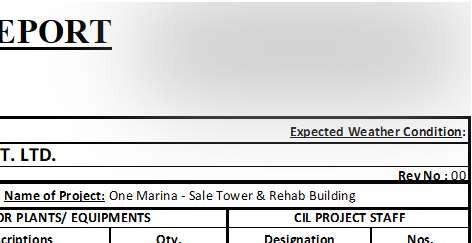 EPORT
Expected Weather Condition:
T. LTD.
Rev No : 00
Name of Project: One Marina - Sale Tower & Rehab Building
OR PLANTS/ EQUIPMENTS CIL PROJECT STAFF
criptions Qty. Designation Nos.